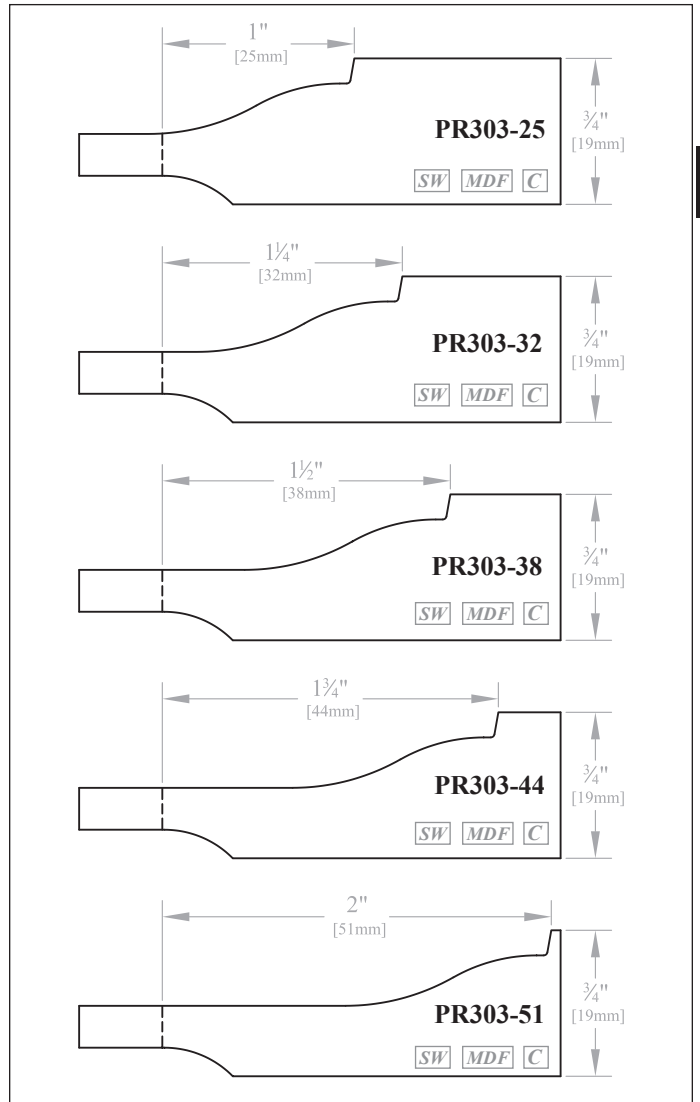 1"
[25mm]
PR303-25
SW MDF C
¾"
[19mm]
1¼"
[32mm]
PR303-32
SW MDF C
¾"
[19mm]
1½"
[38mm]
PR303-38
SW MDF C
¾"
[19mm]
1¾"
[44mm]
PR303-44
SW MDF C
¾"
[19mm]
2"
[51mm]
PR303-51
SW MDF C
¾"
[19mm]